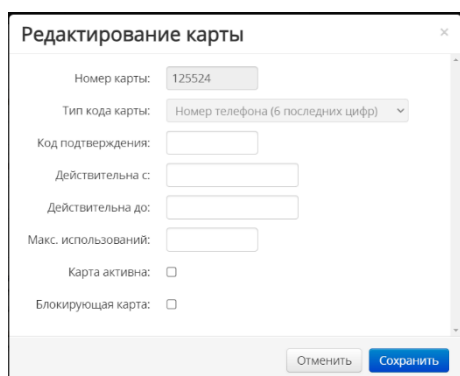 Редактирование карты ×
Номер карты: 125524
Тип кода карты: Номер телефона (6 последних цифр)
Код подтверждения:
Действительна с:
Действительна до:
Макс. использований:
Карта активна:
Блокирующая карта:
Отменить Сохранить